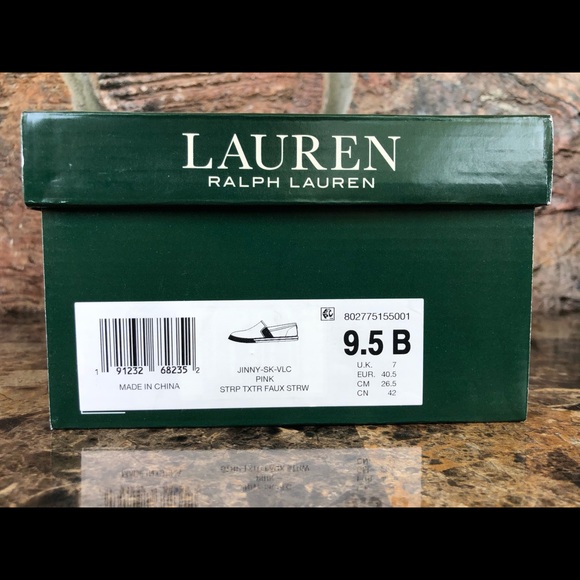 LAUREN
RALPH LAUREN
1 91232 68235 2
MADE IN CHINA
JINNY-SK-VLC
PINK
STRP TXTR FAUX STRW
802775155001
9.5 B
U.K. 7
EUR. 40.5
CM 26.5
CN 42